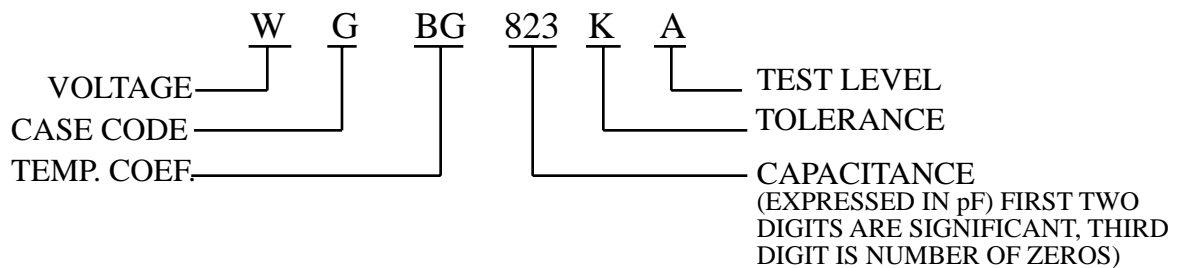 W G BG 823 K A
VOLTAGE
CASE CODE
TEMP. COEF.
TEST LEVEL
TOLERANCE
CAPACITANCE
(EXPRESSED IN pF) FIRST TWO
DIGITS ARE SIGNIFICANT, THIRD
DIGIT IS NUMBER OF ZEROS)